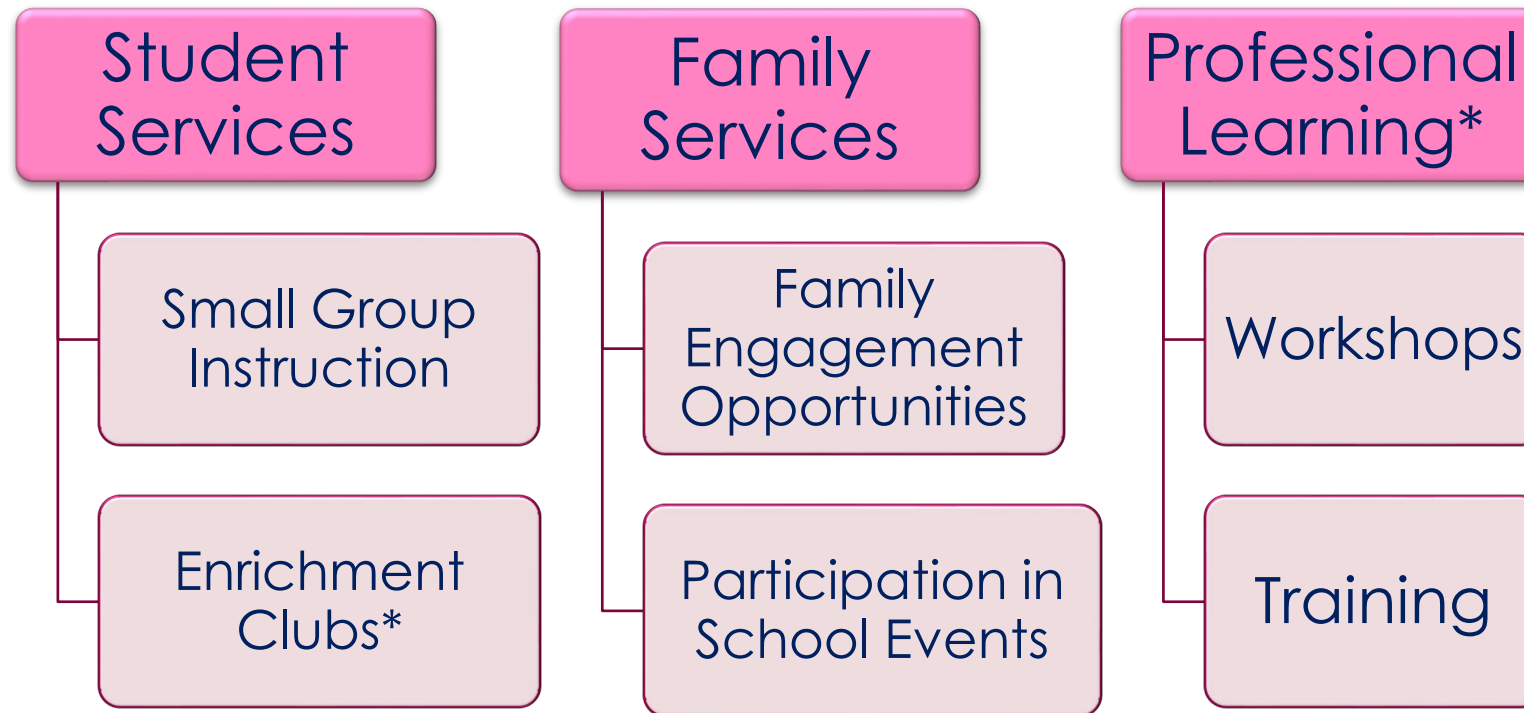 Student
Services
Small Group
Instruction
Enrichment
Clubs*
Family
Services
Family
Engagement
Opportunities
Participation in
School Events
Professional
Learning*
Workshops
Training